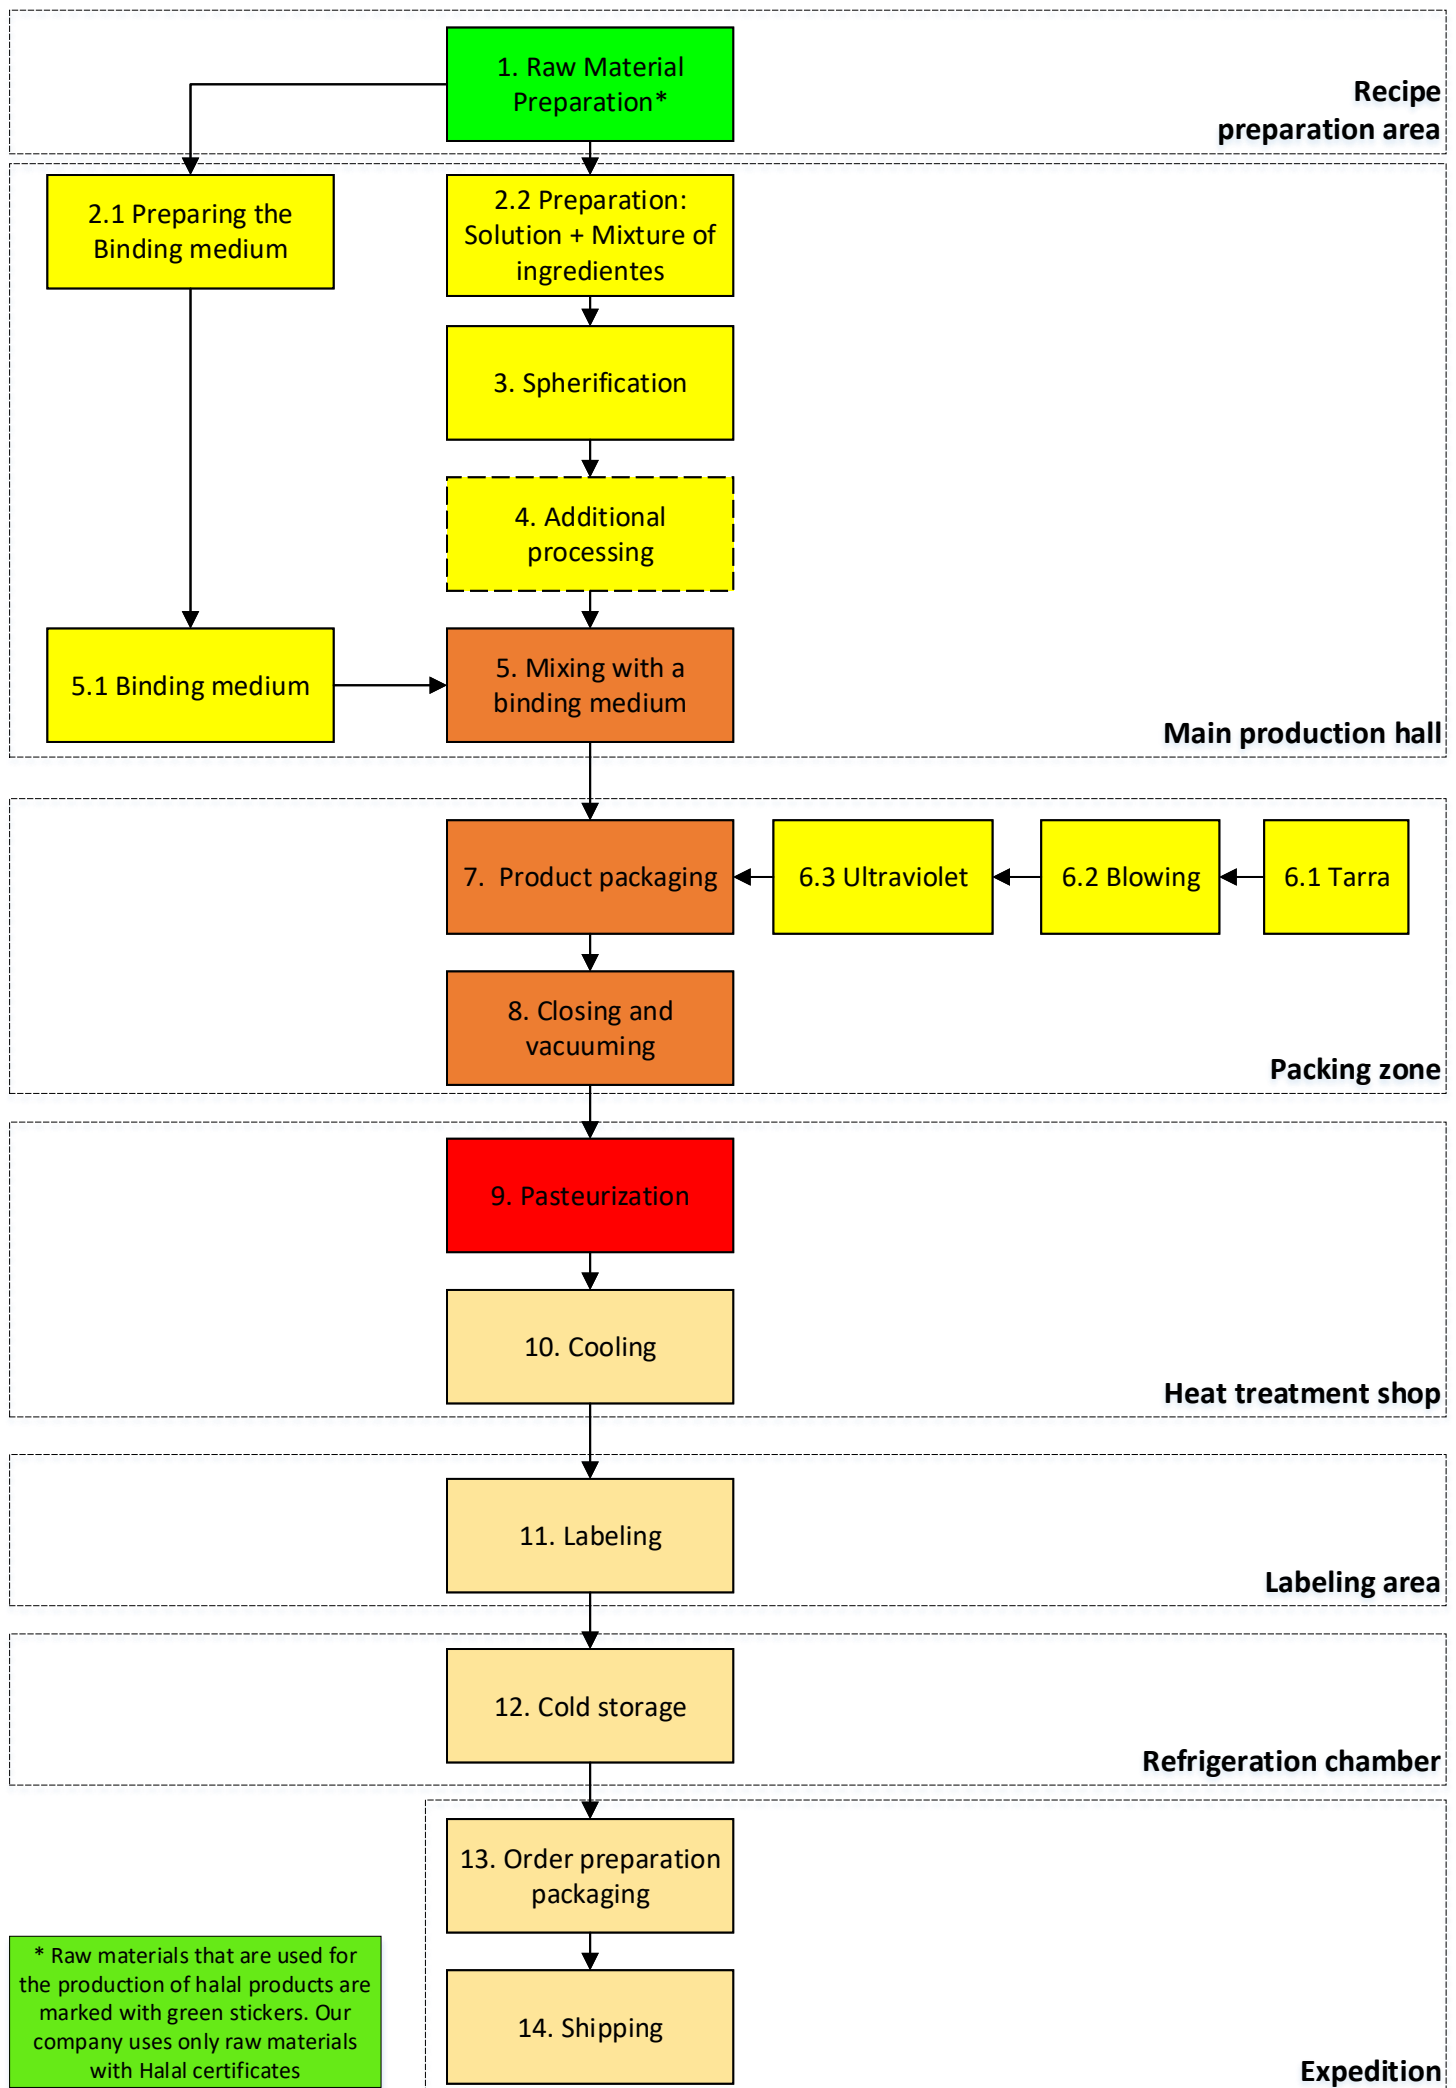 1. Raw Material
Preparation*
Recipe
preparation area
2.1 Preparing the
Binding medium
2.2 Preparation:
Solution + Mixture of
ingredientes
3. Spherification
4. Additional
processing
5.1 Binding medium
5. Mixing with a
binding medium
Main production hall
7. Product packaging
6.3 Ultraviolet
6.2 Blowing
6.1 Tarra
8. Closing and
vacuuming
Packing zone
9. Pasteurization
10. Cooling
Heat treatment shop
11. Labeling
Labeling area
12. Cold storage
Refrigeration chamber
13. Order preparation
packaging
14. Shipping
Expedition
* Raw materials that are used for
the production of halal products are
marked with green stickers. Our
company uses only raw materials
with Halal certificates